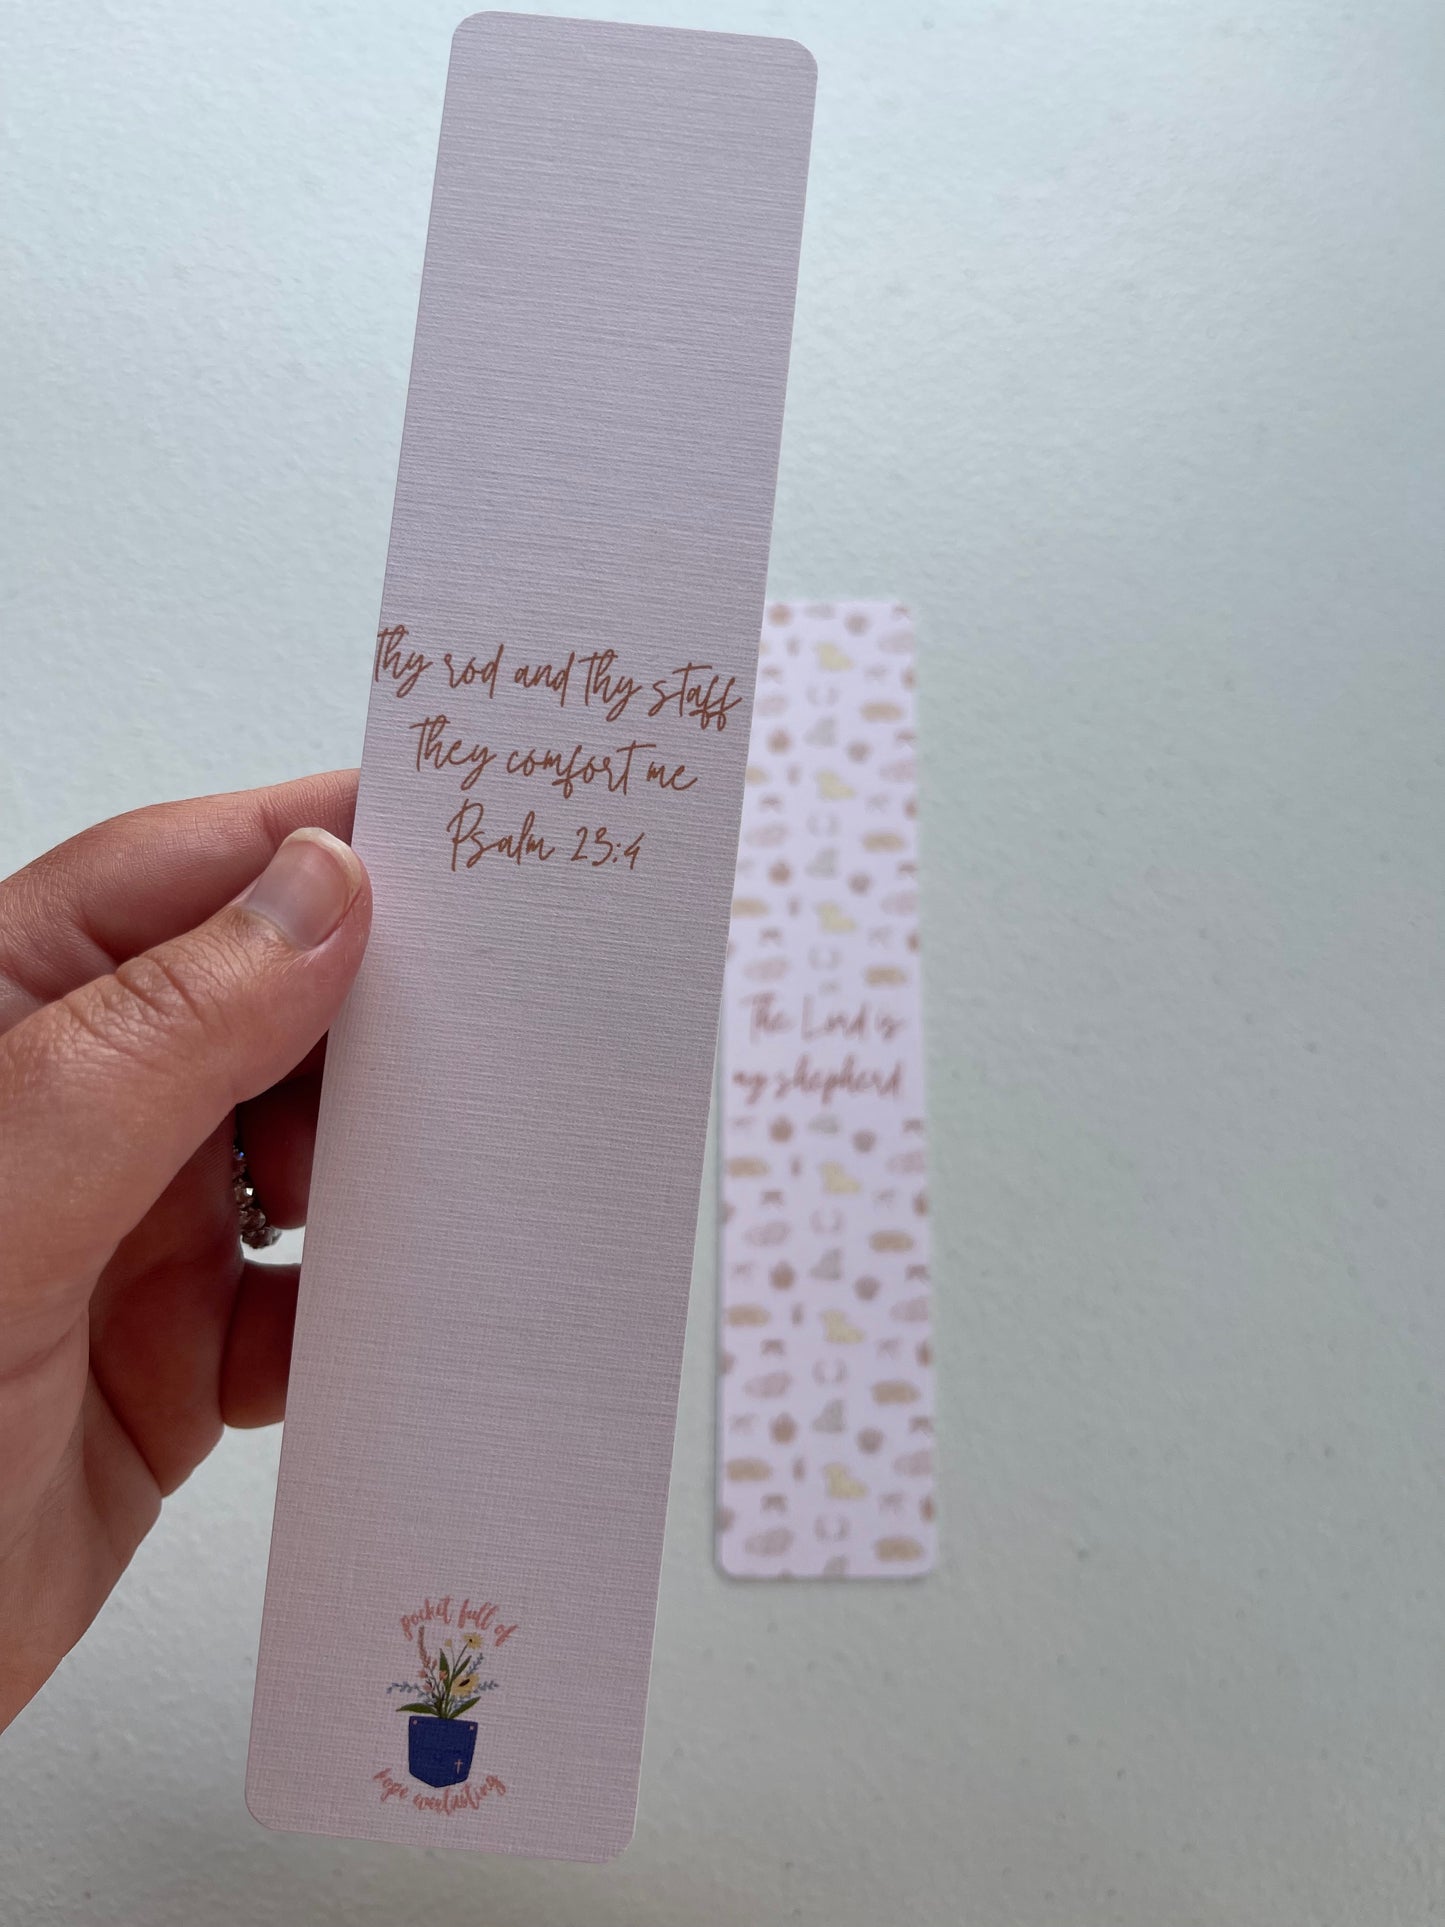 Thy rod and thy staff
they comfort me
Psalm 23:4
The Lord is
my shepherd
pocket full of
hope everlasting